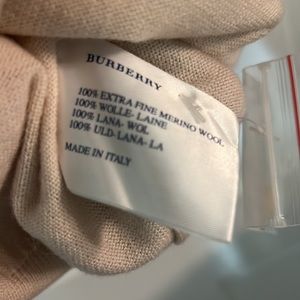 BURBERRY
100% EXTRA FINE MERINO WOOL
100% WOLLE- LAINE
100% LANA- WOL
100% ULD-LANA- LA
MADE IN ITALY